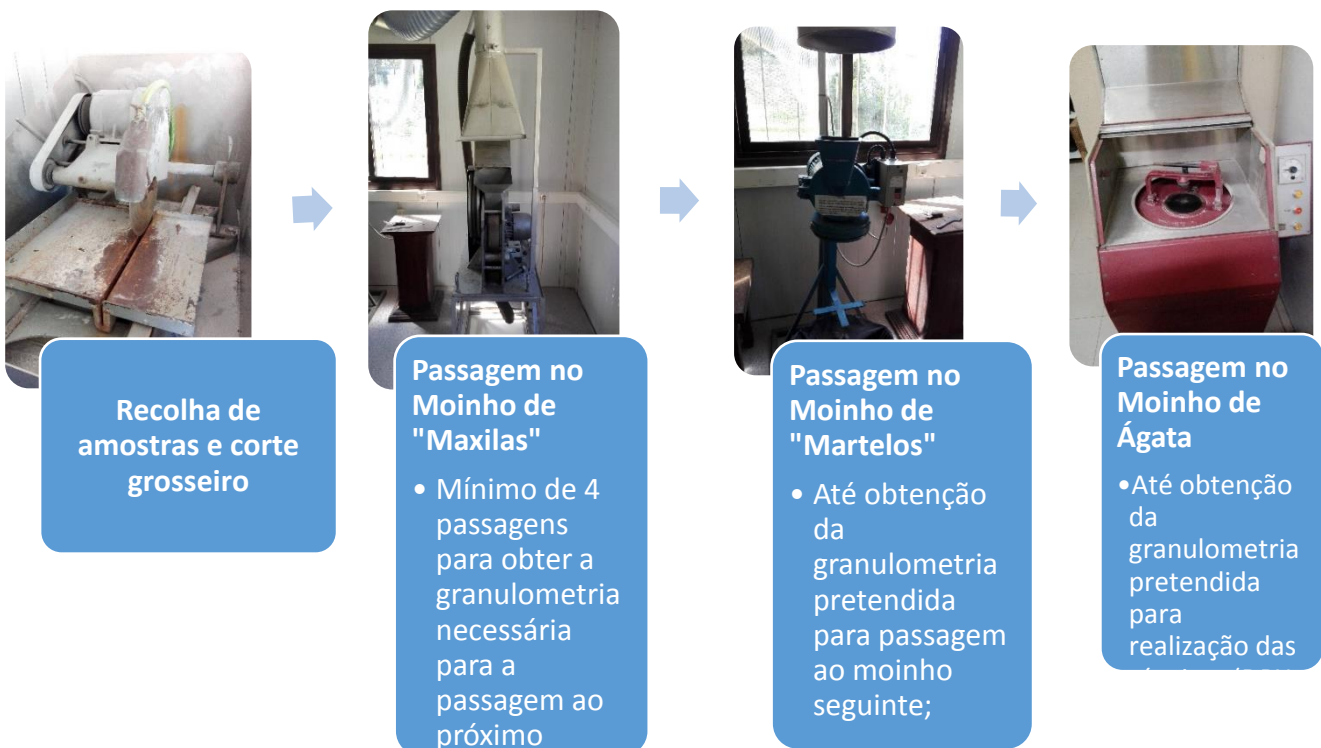 Recolha de
amostras e corte
grosseiro
Passagem no
Moinho de
"Maxilas"
• Mínimo de 4
passagens
para obter a
granulometria
necessária
para a
passagem ao
próximo
Passagem no
Moinho de
"Martelos"
• Até obtenção
da
granulometria
pretendida
para passagem
ao moinho
seguinte;
Passagem no
Moinho de
Ágata
•Até obtenção
da
granulometria
pretendida
para
realização das